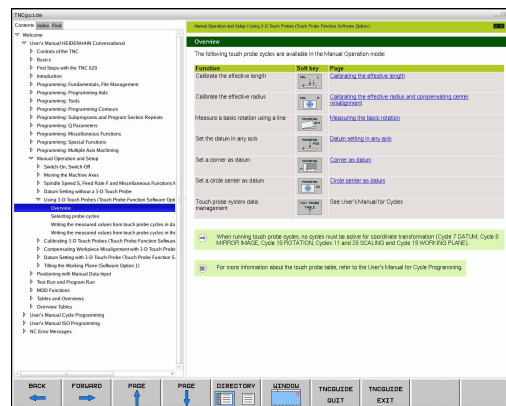 TNCguide
Contents Index Find
Manual Operation and Setup / Using 3-D Touch Probes (Touch Probe Function Software Option)
Welcome
User's Manual HEIDENHAIN Conversational
Controls of the TNC
Basics
First Steps with the TNC 620
Introduction
Programming: Fundamentals, File Management
Programming: Programming Aids
Programming: Tools
Programming: Programming Contours
Programming: Subprograms and Program Section Repeats
Programming: Q Parameters
Programming: Miscellaneous Functions
Programming: Special Functions
Programming: Multiple Axis Machining
Manual Operation and Setup
Switch-On, Switch-Off
Moving the Machine Axes
Spindle Speed S, Feed Rate F and Miscellaneous Functions M
Datum Setting without a 3-D Touch Probe
Using 3-D Touch Probes (Touch Probe Function Software Opti
Overview
Selecting probe cycles
Writing the measured values from touch probe cycles in da
Writing the measured values from touch probe cycles in the
Calibrating 3-D Touch Probes (Touch Probe Function Software
Compensating Workpiece Misalignment with 3-D Touch Probe
Datum Setting with 3-D Touch Probe (Touch Probe Function S
Tilting the Working Plane (Software Option 1)
Positioning with Manual Data Input
Test Run and Program Run
MOD Functions
Tables and Overviews
Overview Tables
User's Manual Cycle Programming
User's Manual ISO Programming
NC Error Messages
Overview
The following touch probe cycles are available in the Manual Operation mode:
Function Soft key Page
Calibrate the effective length Calibrating the effective length
Calibrate the effective radius Calibrating the effective radius and compensating center misalignment
Measure a basic rotation using a line Measuring the basic rotation
Set the datum in any axis Datum setting in any axis
Set a corner as datum Corner as datum
Set a circle center as datum Circle center as datum
Touch probe system data management See User's Manual for Cycles
When running touch probe cycles, no cycles must be active for coordinate transformation (Cycle 7 DATUM, Cycle 8
MIRROR IMAGE, Cycle 10 ROTATION, Cycles 11 and 26 SCALING and Cycle 19 WORKING PLANE).
For more information about the touch probe table, refer to the User's Manual for Cycle Programming.
BACK FORWARD PAGE PAGE DIRECTORY WINDOW TNCGUIDE QUIT TNCGUIDE EXIT